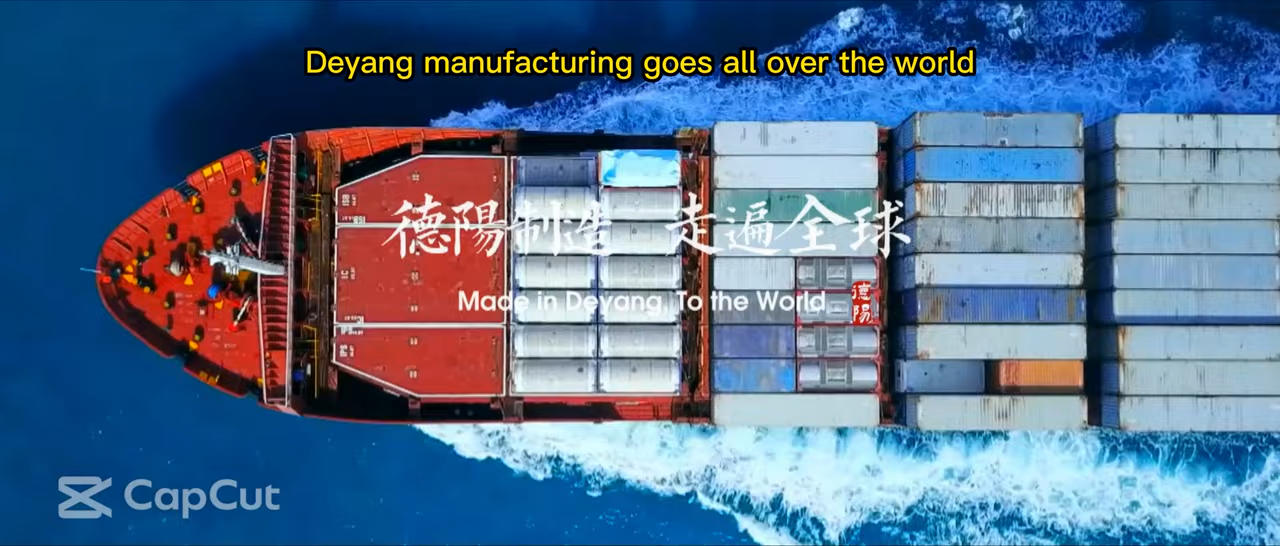 Deyang manufacturing goes all over the world
德陽制造 走遍全球
Made in Deyang, To the World
德陽
CapCut